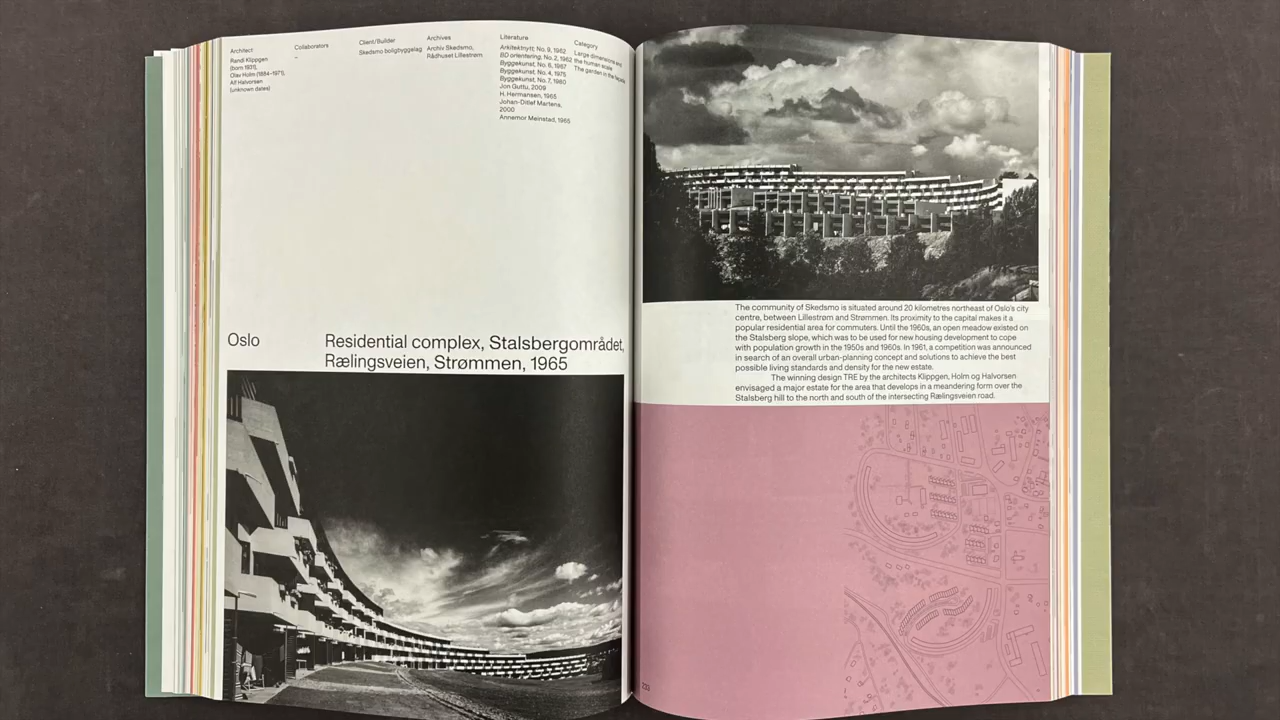 Architect
Randi Klippgen
(born 1931),
Olav Holm (1884–1971),
Alf Halvorsen
(unknown dates)
Collaborators
–
Client/Builder
Skedsmo boligbyggelag
Archives
Archiv Skedsmo,
Rådhuset Lillestrøm
Literature
Arkitektnytt, No. 9, 1962
BD orientering, No. 2, 1962
Byggekunst, No. 6, 1967
Byggekunst, No. 4, 1975
Byggekunst, No. 7, 1980
Jon Guttu, 2009
H. Hermansen, 1965
Johan-Ditlef Martens,
2000
Annemor Meinstad, 1965
Category
Large dimensions and
the human scale
The garden in the façade
Oslo
Residential complex, Stalsbergområdet,
Rælingsveien, Strømmen, 1965
The community of Skedsmo is situated around 20 kilometres northeast of Oslo's city
centre, between Lillestrøm and Strømmen. Its proximity to the capital makes it a
popular residential area for commuters. Until the 1960s, an open meadow existed on
the Stalsberg slope, which was to be used for new housing development to cope
with population growth in the 1950s and 1960s. In 1961, a competition was announced
in search of an overall urban-planning concept and solutions to achieve the best
possible living standards and density for the new estate.
The winning design TRE by the architects Klippgen, Holm og Halvorsen
envisaged a major estate for the area that develops in a meandering form over the
Stalsberg hill to the north and south of the intersecting Rælingsveien road.